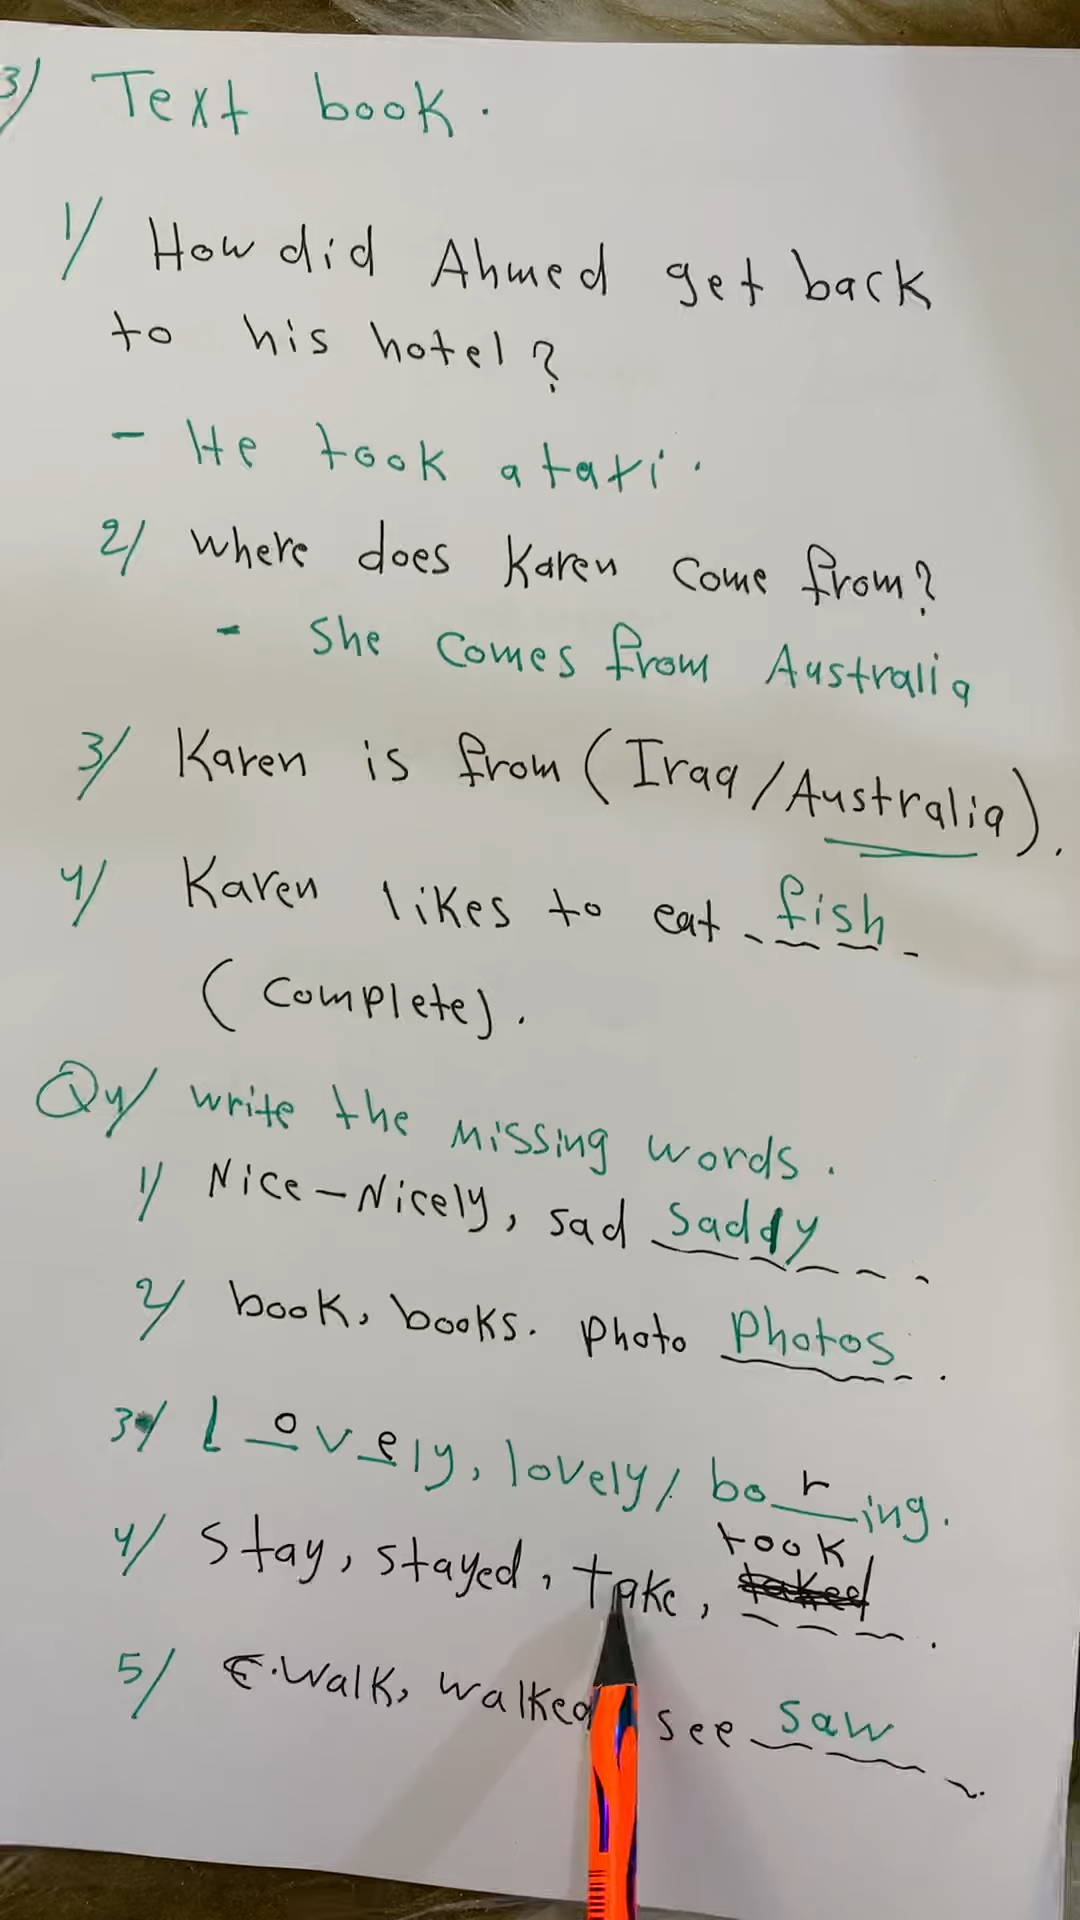 3/ Text book.
1/ How did Ahmed get back
to his hotel?
- He took a taxi.
2/ where does Karen come from?
- She comes from Australia
3/ Karen is from (Iraq/Australia).
4/ Karen likes to eat fish
(complete).
Q4/ write the missing words.
1/ Nice-Nicely, sad saddy
2/ book, books. photo photos.
3/ lovely, lovely/ boring.
took
4/ stay, stayed, take,
5/ walk, walked see saw